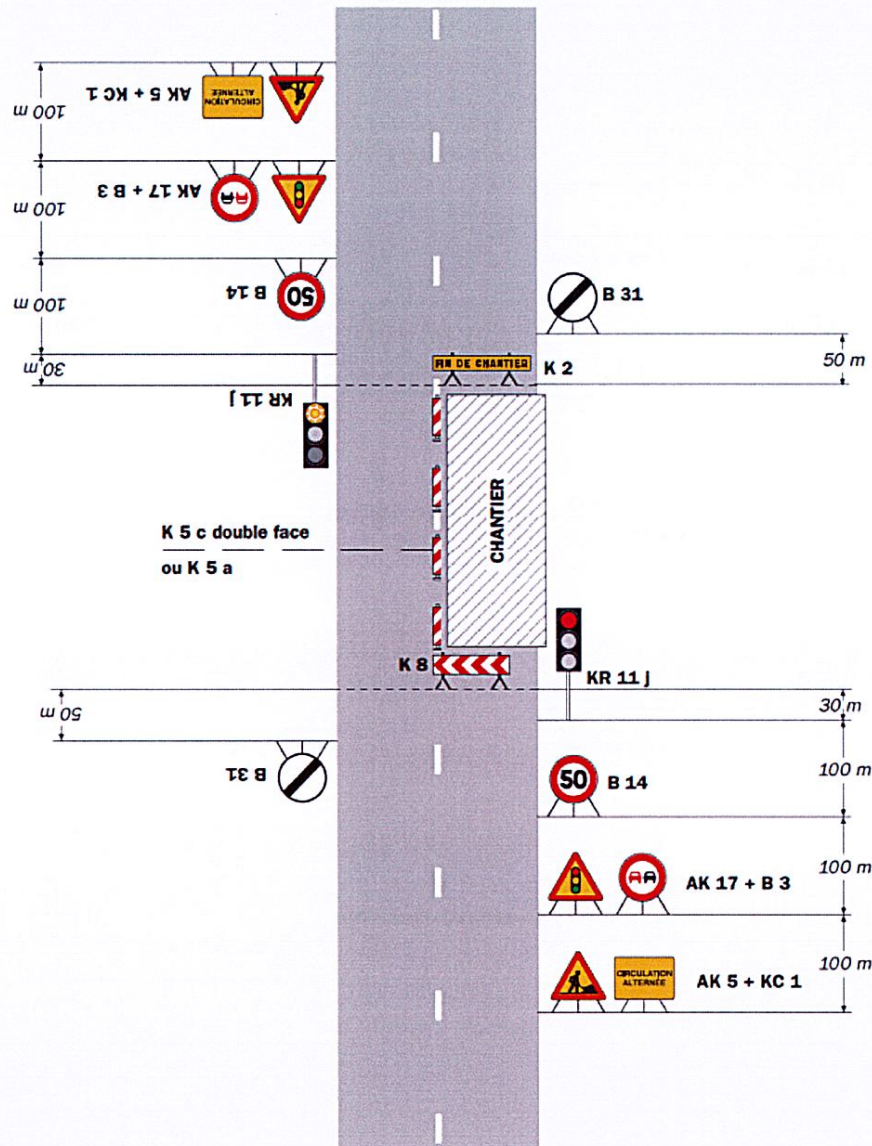 100 m
AK 5 + KC 1
CIRCULATION
ALTERNÉE
100 m
AK 17 + B 3
100 m
B 14
50
30 m
KR 11 j
B 31
50 m
FIN DE CHANTIER
K 2
CHANTIER
K 5 c double face
ou K 5 a
K 8
KR 11 j
30 m
50 m
B 31
50
B 14
100 m
AK 17 + B 3
100 m
CIRCULATION
ALTERNÉE
AK 5 + KC 1
100 m